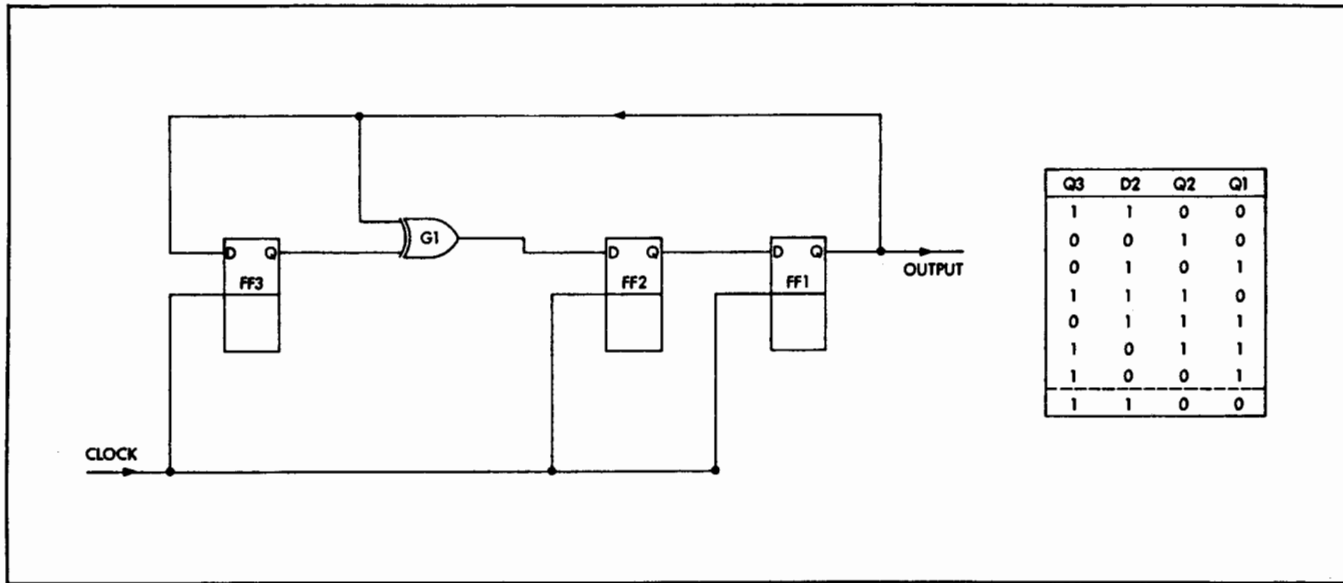 G1
D Q
FF3
D Q
FF2
D Q
FF1
OUTPUT
CLOCK
Q3 D2 Q2 Q1
1 1 0 0
0 0 1 0
0 1 0 1
1 1 1 0
0 1 1 1
1 0 1 1
1 0 0 1
1 1 0 0